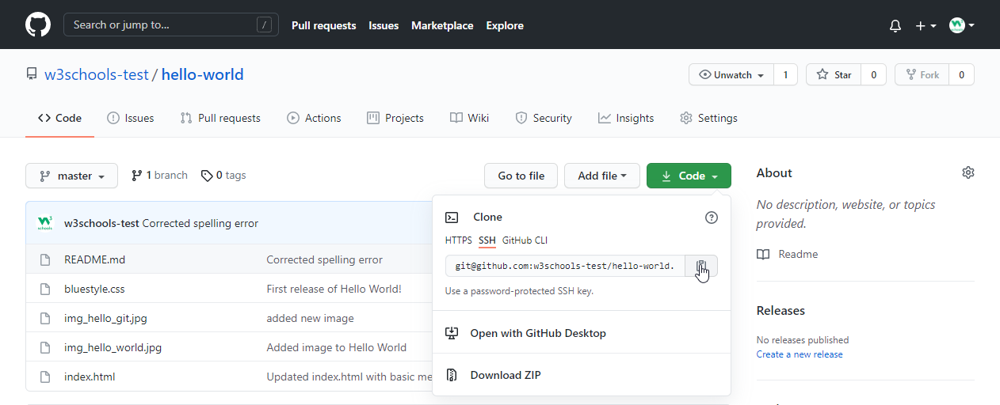 Search or jump to... / Pull requests Issues Marketplace Explore
w3schools-test / hello-world Unwatch 1 Star 0 Fork 0
Code Issues Pull requests Actions Projects Wiki Security Insights Settings
master 1 branch 0 tags Go to file Add file Code About
No description, website, or topics
provided.
Readme
w3schools-test Corrected spelling error
README.md Corrected spelling error
bluestyle.css First release of Hello World!
img_hello_git.jpg added new image
img_hello_world.jpg Added image to Hello World
index.html Updated index.html with basic me
Clone
HTTPS SSH GitHub CLI
git@github.com:w3schools-test/hello-world.
Use a password-protected SSH key.
Open with GitHub Desktop
Download ZIP
Releases
No releases published
Create a new release